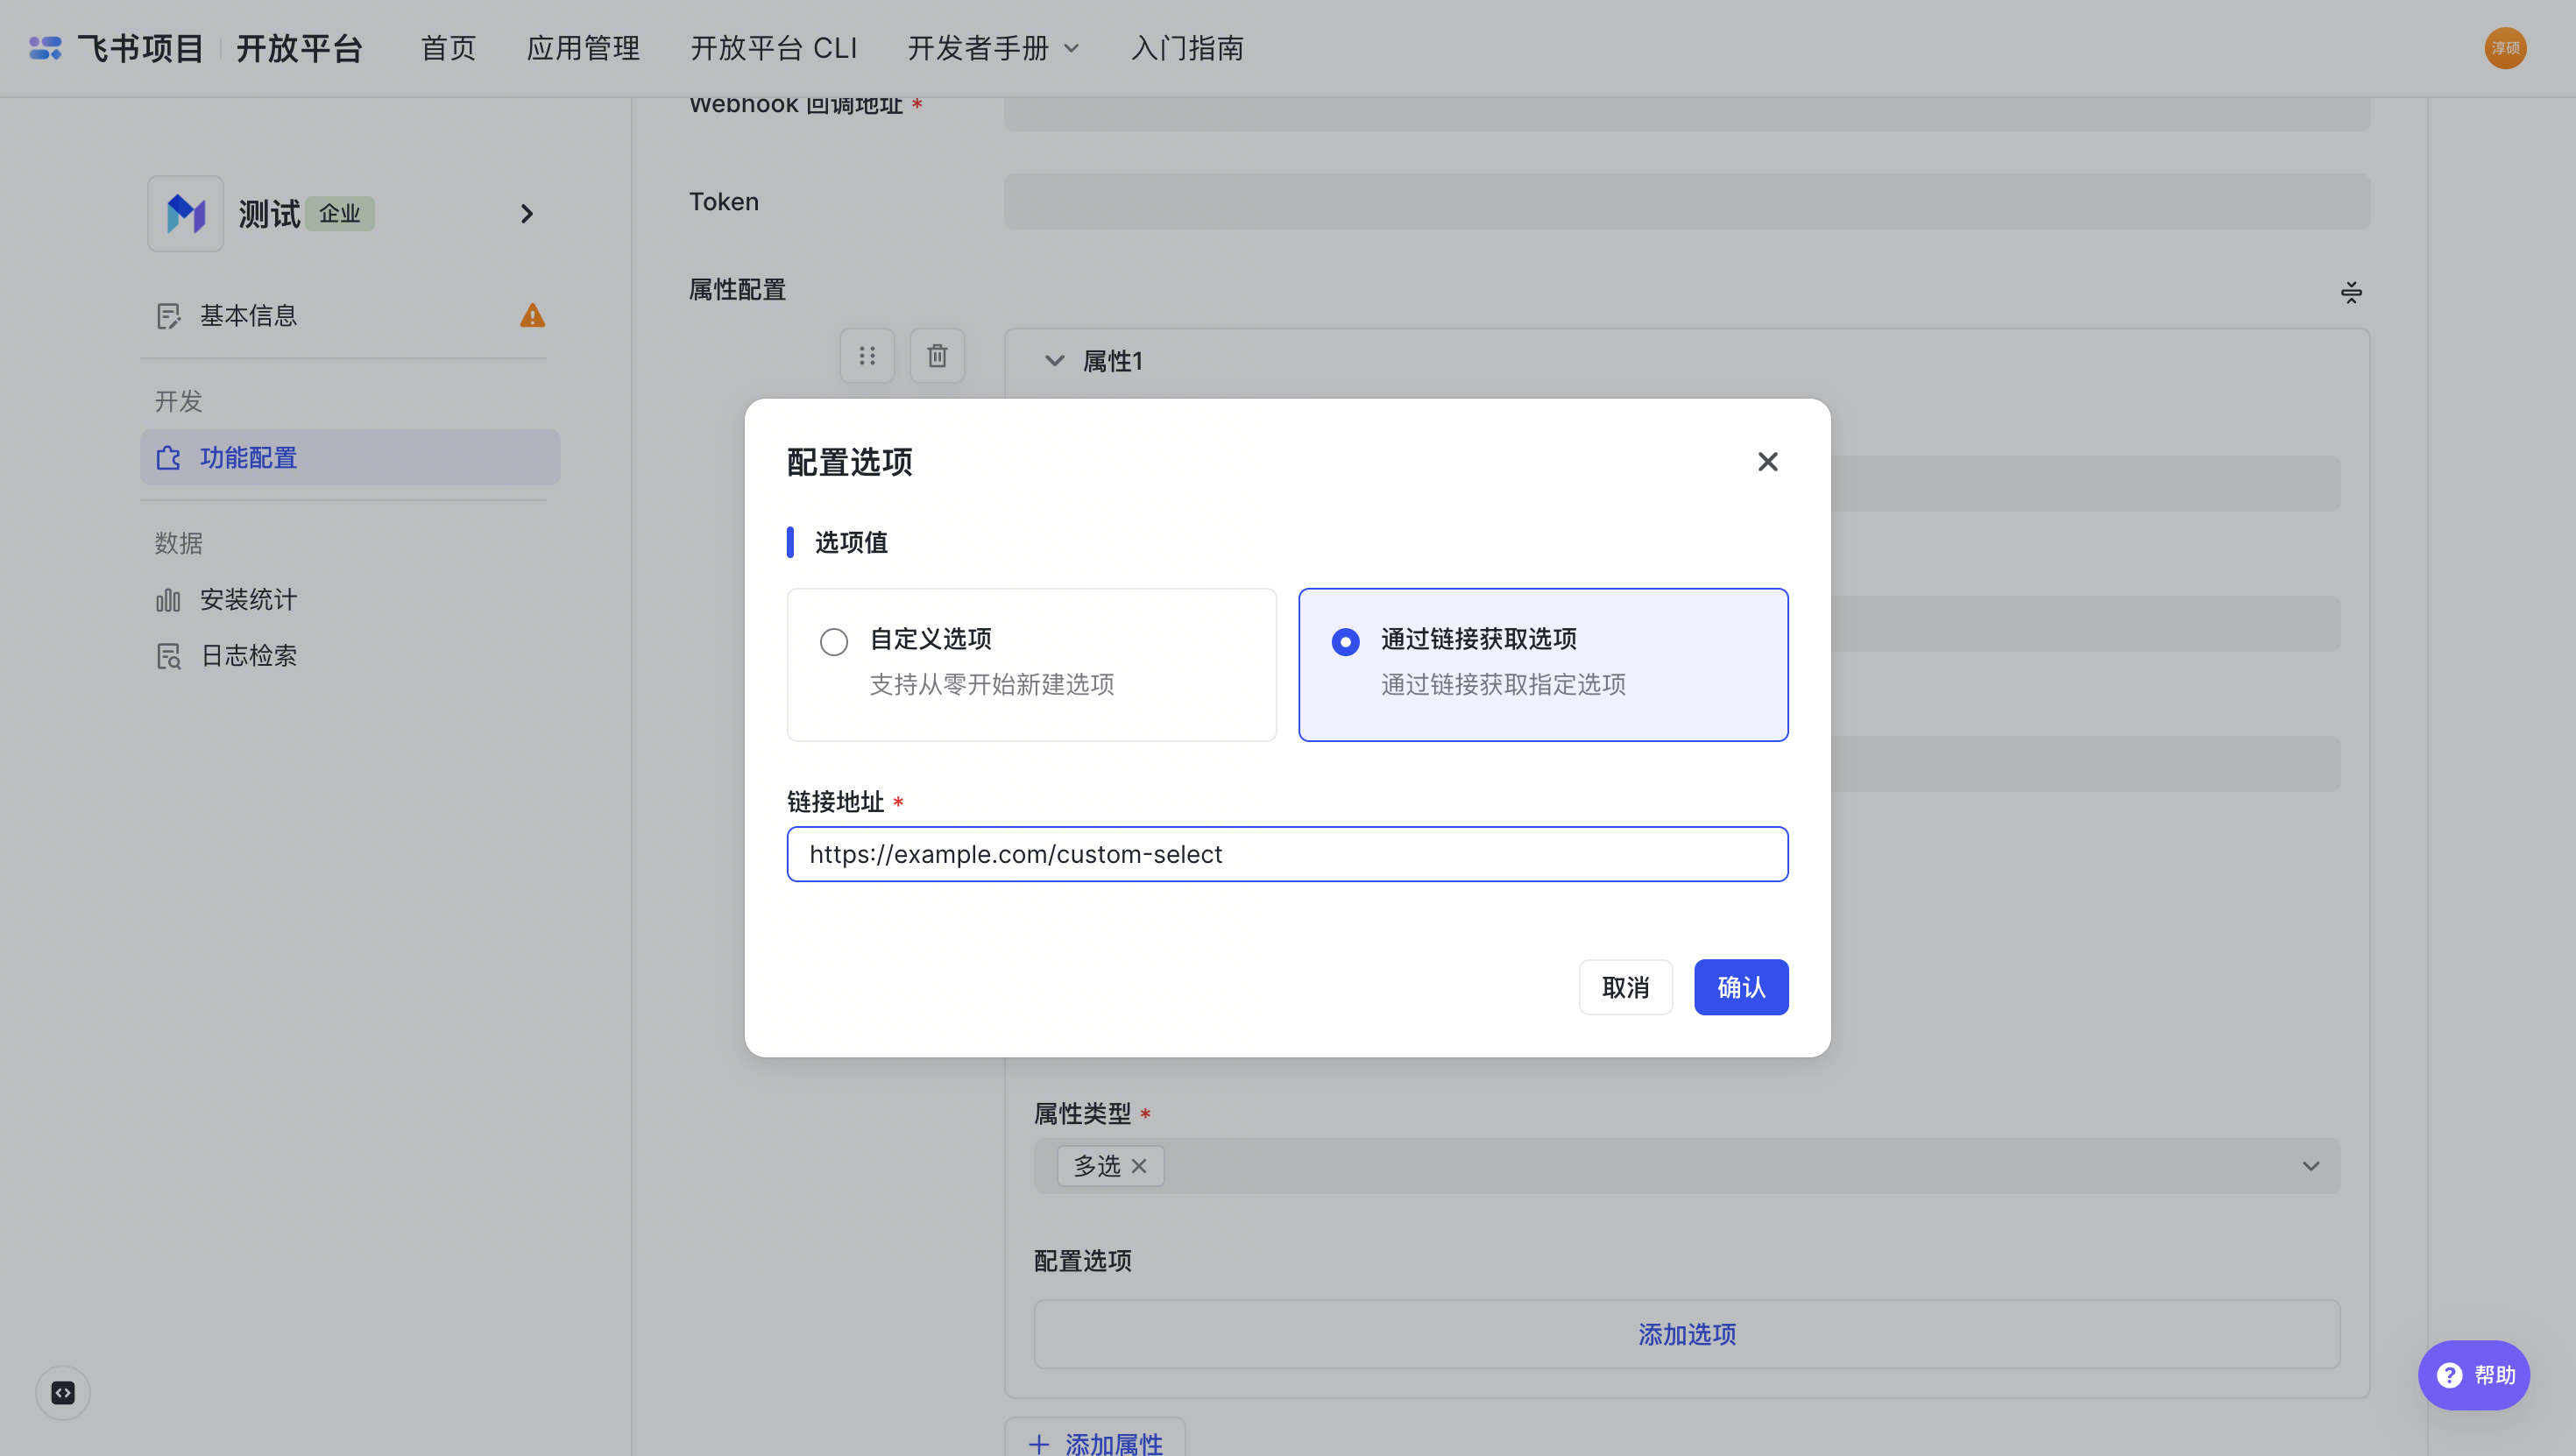 飞书项目 开放平台 首页 应用管理 开放平台 CLI 开发者手册 入门指南 淳硕
Webhook 回调地址 *
测试 企业
Token
基本信息
属性配置
属性1
开发
功能配置
数据
安装统计
日志检索
配置选项
选项值
自定义选项
支持从零开始新建选项
通过链接获取选项
通过链接获取指定选项
链接地址 *
https://example.com/custom-select
取消 确认
属性类型 *
多选
配置选项
添加选项
添加属性
帮助